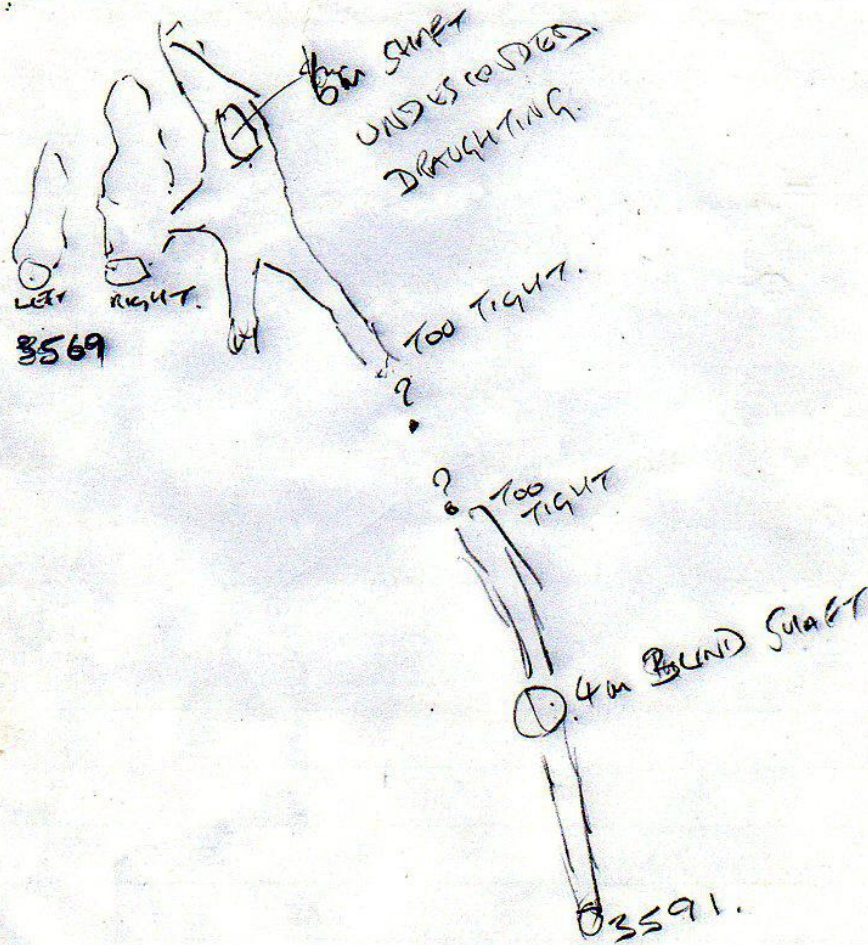 6m SHAFT
UNDESCENDED.
DRAUGHTING.
LEFT
RIGHT.
3569
TOO TIGHT.
?
?
TOO
TIGHT
4m BLIND SHAFT
3591.